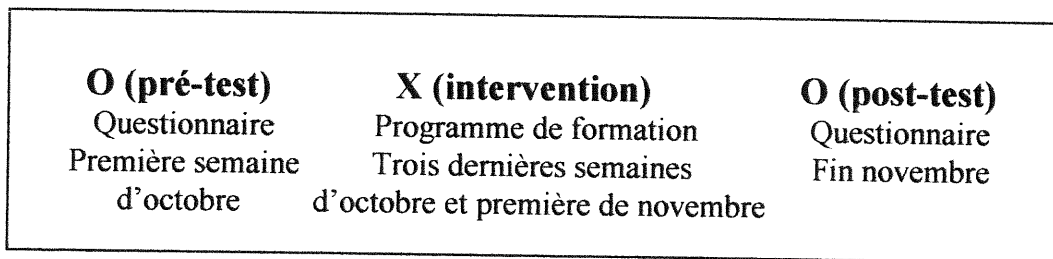 O (pré-test)
Questionnaire
Première semaine
d'octobre
X (intervention)
Programme de formation
Trois dernières semaines
d'octobre et première de novembre
O (post-test)
Questionnaire
Fin novembre